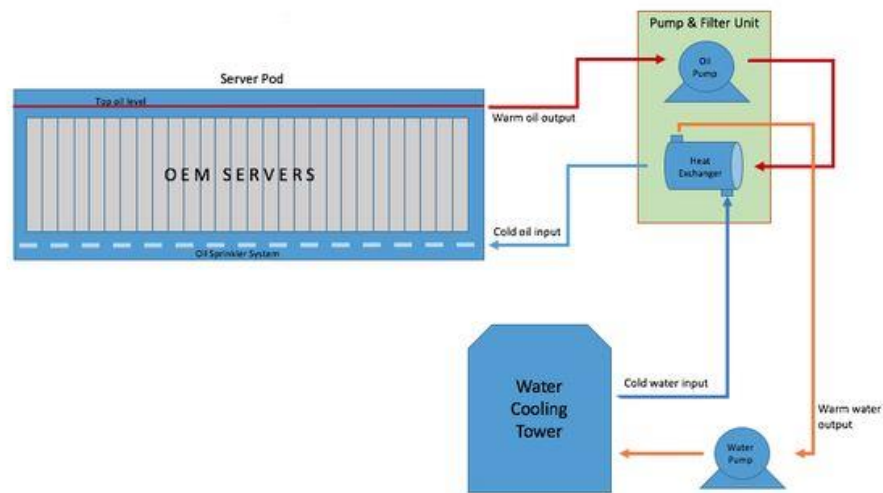 Pump & Filter Unit
Oil
Pump
Server Pod
Top oil level
Warm oil output
OEM SERVERS
Heat
Exchanger
Cold oil input
Oil Sprinkler System
Water
Cooling
Tower
Cold water input
Warm water
output
Water
Pump